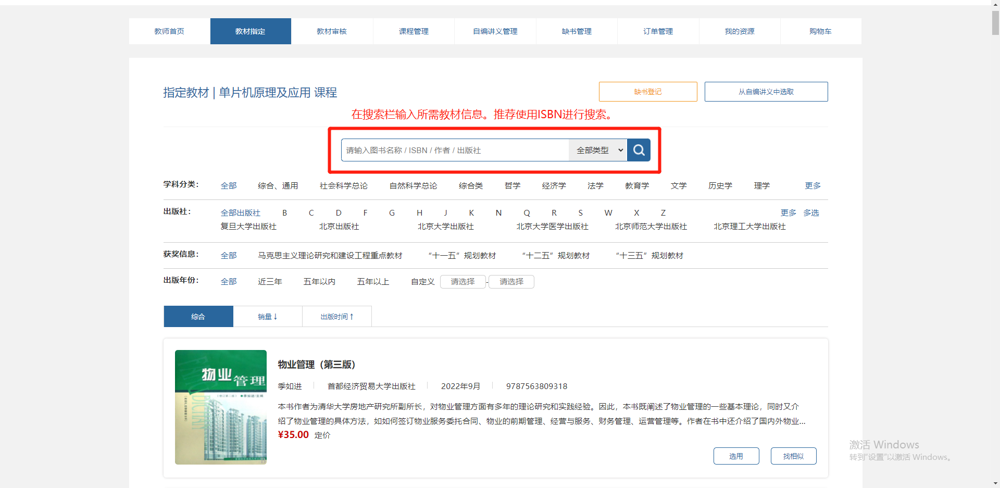 教师首页 教材指定 教材审核 课程管理 自编讲义管理 缺书管理 订单管理 我的资源 购物车
指定教材 | 单片机原理及应用 课程 缺书登记 从自编讲义中选取
在搜索栏输入所需教材信息。推荐使用ISBN进行搜索。
请输入图书名称 / ISBN / 作者 / 出版社 全部类型
学科分类： 全部 综合、通用 社会科学总论 自然科学总论 综合类 哲学 经济学 法学 教育学 文学 历史学 理学 更多
出版社： 全部出版社 B C D F G H J K N Q R S W X Z 更多 多选
复旦大学出版社 北京出版社 北京大学出版社 北京大学医学出版社 北京师范大学出版社 北京理工大学出版社
获奖信息： 全部 马克思主义理论研究和建设工程重点教材 “十一五”规划教材 “十二五”规划教材 “十三五”规划教材
出版年份： 全部 近三年 五年以内 五年以上 自定义 请选择 - 请选择
综合 销量↓ 出版时间↑
物业管理
物业管理（第三版）
季如进 首都经济贸易大学出版社 2022年9月 9787563809318
本书作者为清华大学房地产研究所副所长，对物业管理方面有多年的理论研究和实践经验。因此，本书既阐述了物业管理的一些基本理论，同时又介
绍了物业管理的具体方法，如如何签订物业服务委托合同、物业的前期管理、经营与服务、财务管理、运营管理等。作者在书中还介绍了国内外物业...
¥35.00 定价
选用 找相似
激活 Windows
转到“设置”以激活 Windows。